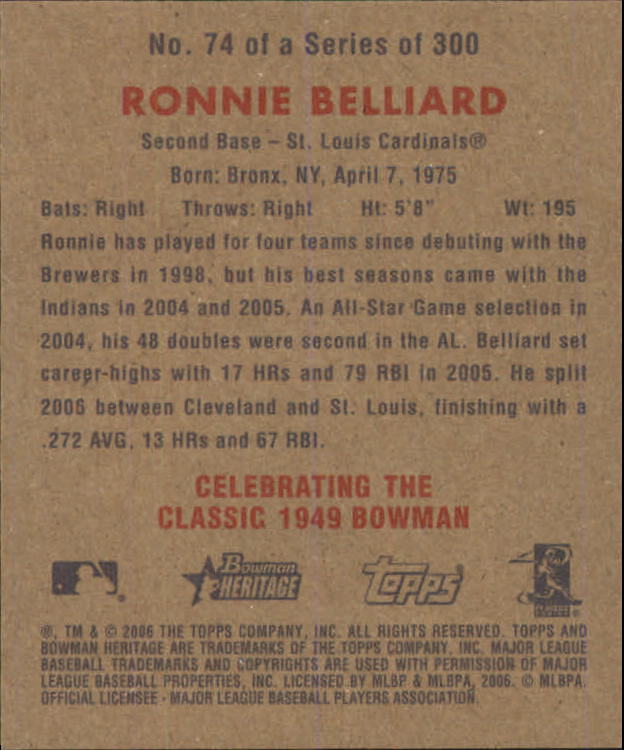 No. 74 of a Series of 300
RONNIE BELLIARD
Second Base – St. Louis Cardinals®
Born: Bronx, NY, April 7, 1975
Bats: Right Throws: Right Ht: 5'8" Wt: 195
Ronnie has played for four teams since debuting with the
Brewers in 1998, but his best seasons came with the
Indians in 2004 and 2005. An All-Star Game selection in
2004, his 48 doubles were second in the AL. Belliard set
career-highs with 17 HRs and 79 RBI in 2005. He split
2006 between Cleveland and St. Louis, finishing with a
.272 AVG, 13 HRs and 67 RBI.
CELEBRATING THE
CLASSIC 1949 BOWMAN
Bowman
HERITAGE
Topps
®, TM & © 2006 THE TOPPS COMPANY, INC. ALL RIGHTS RESERVED. TOPPS AND
BOWMAN HERITAGE ARE TRADEMARKS OF THE TOPPS COMPANY, INC. MAJOR LEAGUE
BASEBALL TRADEMARKS AND COPYRIGHTS ARE USED WITH PERMISSION OF MAJOR
LEAGUE BASEBALL PROPERTIES, INC. LICENSED BY MLBP & MLBPA, 2006. © MLBPA.
OFFICIAL LICENSEE - MAJOR LEAGUE BASEBALL PLAYERS ASSOCIATION.